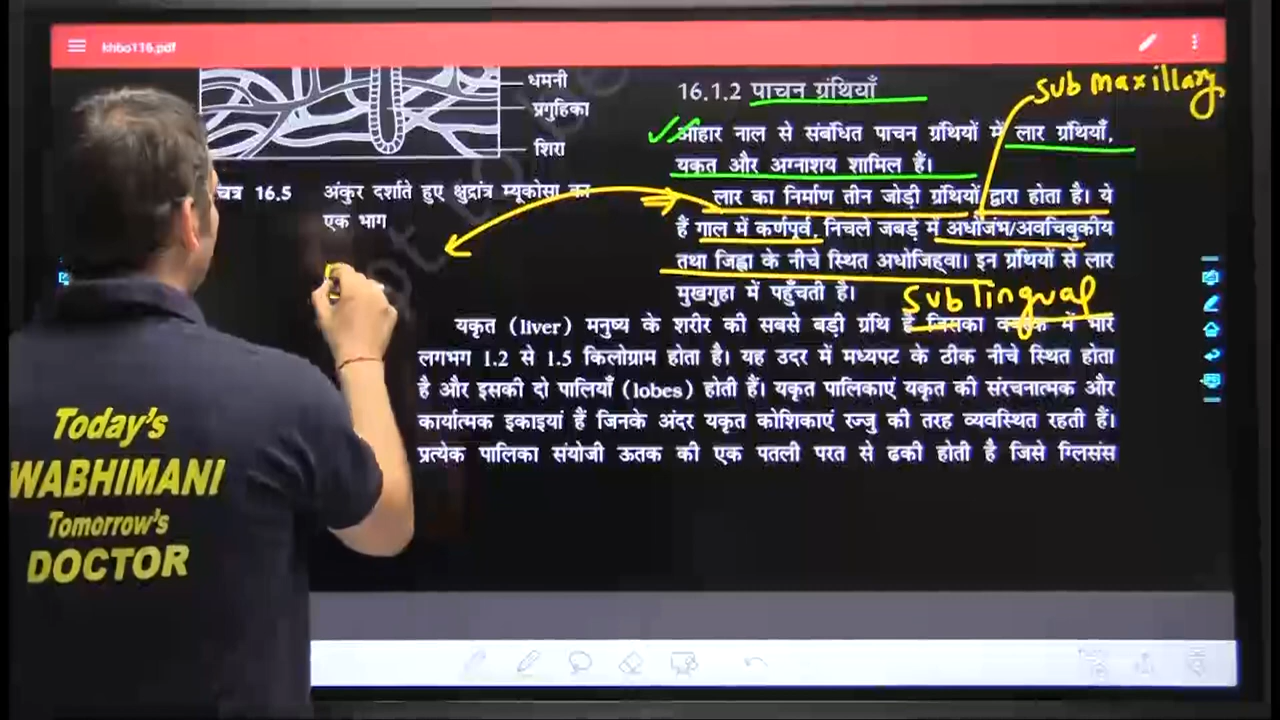 khbo116.pdf
धमनी
प्रगुहिका
शिरा
चित्र 16.5 अंकुर दर्शाते हुए क्षुद्रांत्र म्यूकोसा का
एक भाग
16.1.2 पाचन ग्रंथियाँ
sub maxillary
आहार नाल से संबंधित पाचन ग्रंथियों में लार ग्रंथियाँ,
यकृत और अग्नाशय शामिल हैं।
लार का निर्माण तीन जोड़ी ग्रंथियों द्वारा होता है। ये
हैं गाल में कर्णपूर्व, निचले जबड़े में अधोजंभ/अवचिबुकीय
तथा जिह्वा के नीचे स्थित अधोजिह्वा। इन ग्रंथियों से लार
मुखगुहा में पहुँचती है।
sublingual
यकृत (liver) मनुष्य के शरीर की सबसे बड़ी ग्रंथि है जिसका में भार
लगभग 1.2 से 1.5 किलोग्राम होता है। यह उदर में मध्यपट के ठीक नीचे स्थित होता
है और इसकी दो पालियाँ (lobes) होती हैं। यकृत पालिकाएं यकृत की संरचनात्मक और
कार्यात्मक इकाइयां हैं जिनके अंदर यकृत कोशिकाएं रज्जु की तरह व्यवस्थित रहती हैं।
प्रत्येक पालिका संयोजी ऊतक की एक पतली परत से ढकी होती है जिसे ग्लिसंस
Today's
WABHIMANI
Tomorrow's
DOCTOR